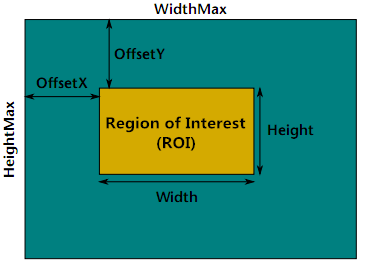 WidthMax
OffsetY
OffsetX
HeightMax
Region of Interest
(ROI)
Height
Width